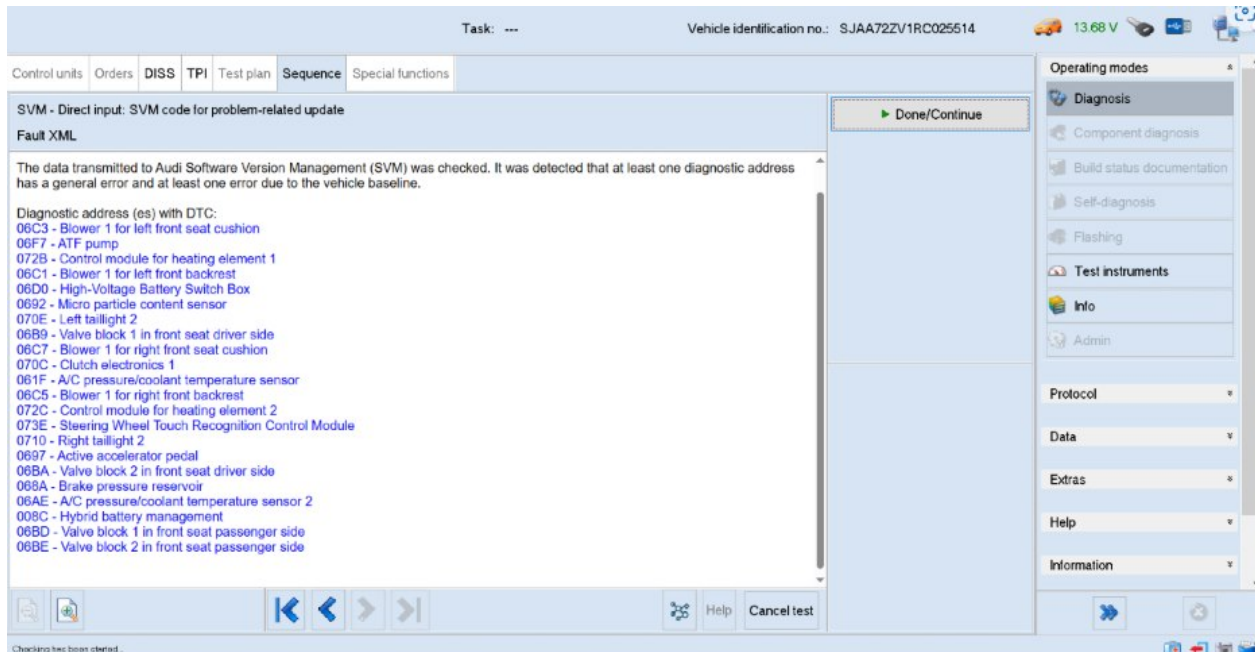 Task: ---
Vehicle identification no.: SJAA72ZV1RC025514
13.68 V
Control units
Orders
DISS
TPI
Test plan
Sequence
Special functions
SVM - Direct input: SVM code for problem-related update
Fault XML
Done/Continue
The data transmitted to Audi Software Version Management (SVM) was checked. It was detected that at least one diagnostic address
has a general error and at least one error due to the vehicle baseline.
Diagnostic address (es) with DTC:
06C3 - Blower 1 for left front seat cushion
06F7 - ATF pump
072B - Control module for heating element 1
06C1 - Blower 1 for left front backrest
06D0 - High-Voltage Battery Switch Box
0692 - Micro particle content sensor
070E - Left taillight 2
06B9 - Valve block 1 in front seat driver side
06C7 - Blower 1 for right front seat cushion
070C - Clutch electronics 1
061F - A/C pressure/coolant temperature sensor
06C5 - Blower 1 for right front backrest
072C - Control module for heating element 2
073E - Steering Wheel Touch Recognition Control Module
0710 - Right taillight 2
0697 - Active accelerator pedal
06BA - Valve block 2 in front seat driver side
068A - Brake pressure reservoir
06AE - A/C pressure/coolant temperature sensor 2
008C - Hybrid battery management
06BD - Valve block 1 in front seat passenger side
06BE - Valve block 2 in front seat passenger side
Help
Cancel test
Operating modes
Diagnosis
Component diagnosis
Build status documentation
Self-diagnosis
Flashing
Test instruments
Info
Admin
Protocol
Data
Extras
Help
Information
Checking has been started...